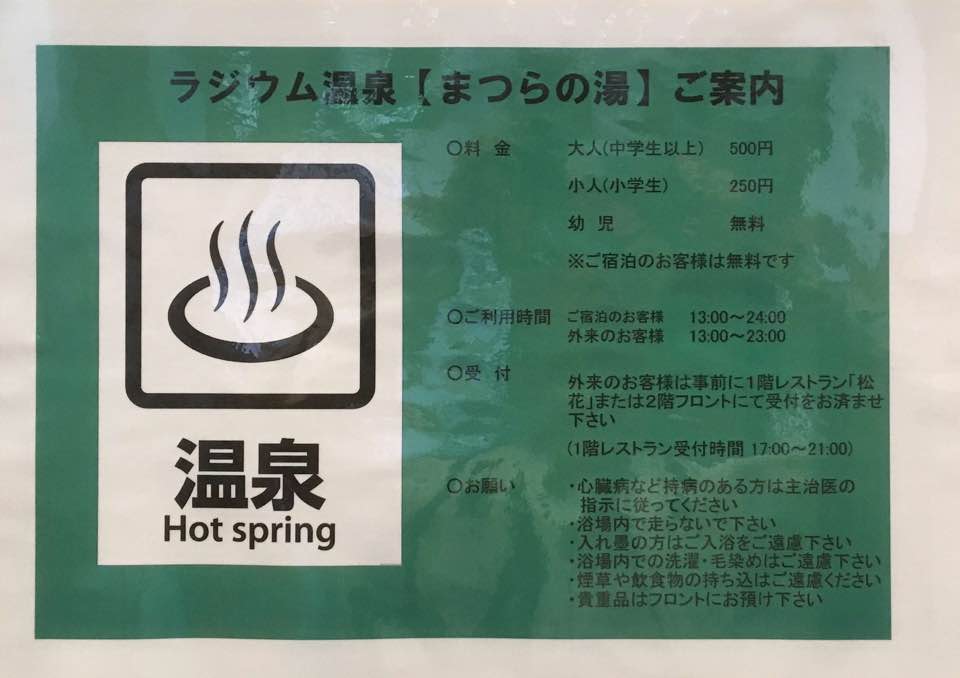 ラジウム温泉【まつらの湯】ご案内
○料 金 大人(中学生以上) 500円
小人(小学生) 250円
幼 児 無料
※ご宿泊のお客様は無料です
○ご利用時間 ご宿泊のお客様 13:00〜24:00
外来のお客様 13:00〜23:00
○受 付
外来のお客様は事前に1階レストラン「松
花」または2階フロントにて受付をお済ませ
下さい
(1階レストラン受付時間 17:00〜21:00)
○お願い ・心臓病など持病のある方は主治医の
指示に従ってください
・浴場内で走らないで下さい
・入れ墨の方はご入浴をご遠慮下さい
・浴場内での洗濯・毛染めはご遠慮下さい
・煙草や飲食物の持ち込はご遠慮ください
・貴重品はフロントにお預け下さい
温泉
Hot spring